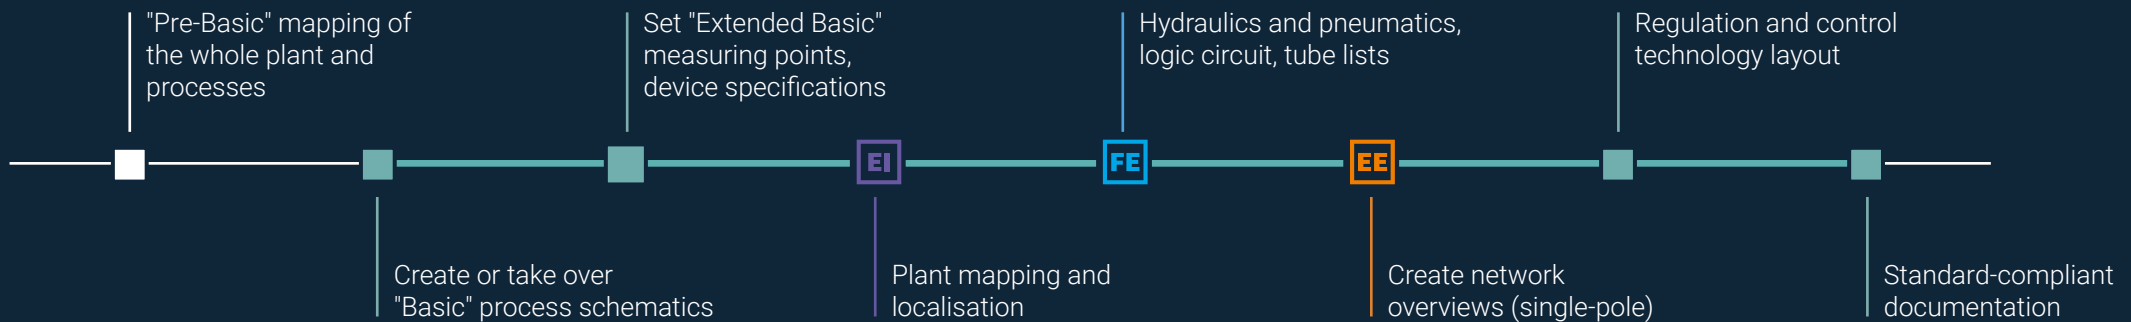 "Pre-Basic" mapping of
the whole plant and
processes
Set "Extended Basic"
measuring points,
device specifications
Hydraulics and pneumatics,
logic circuit, tube lists
Regulation and control
technology layout
EI
FE
EE
Create or take over
"Basic" process schematics
Plant mapping and
localisation
Create network
overviews (single-pole)
Standard-compliant
documentation